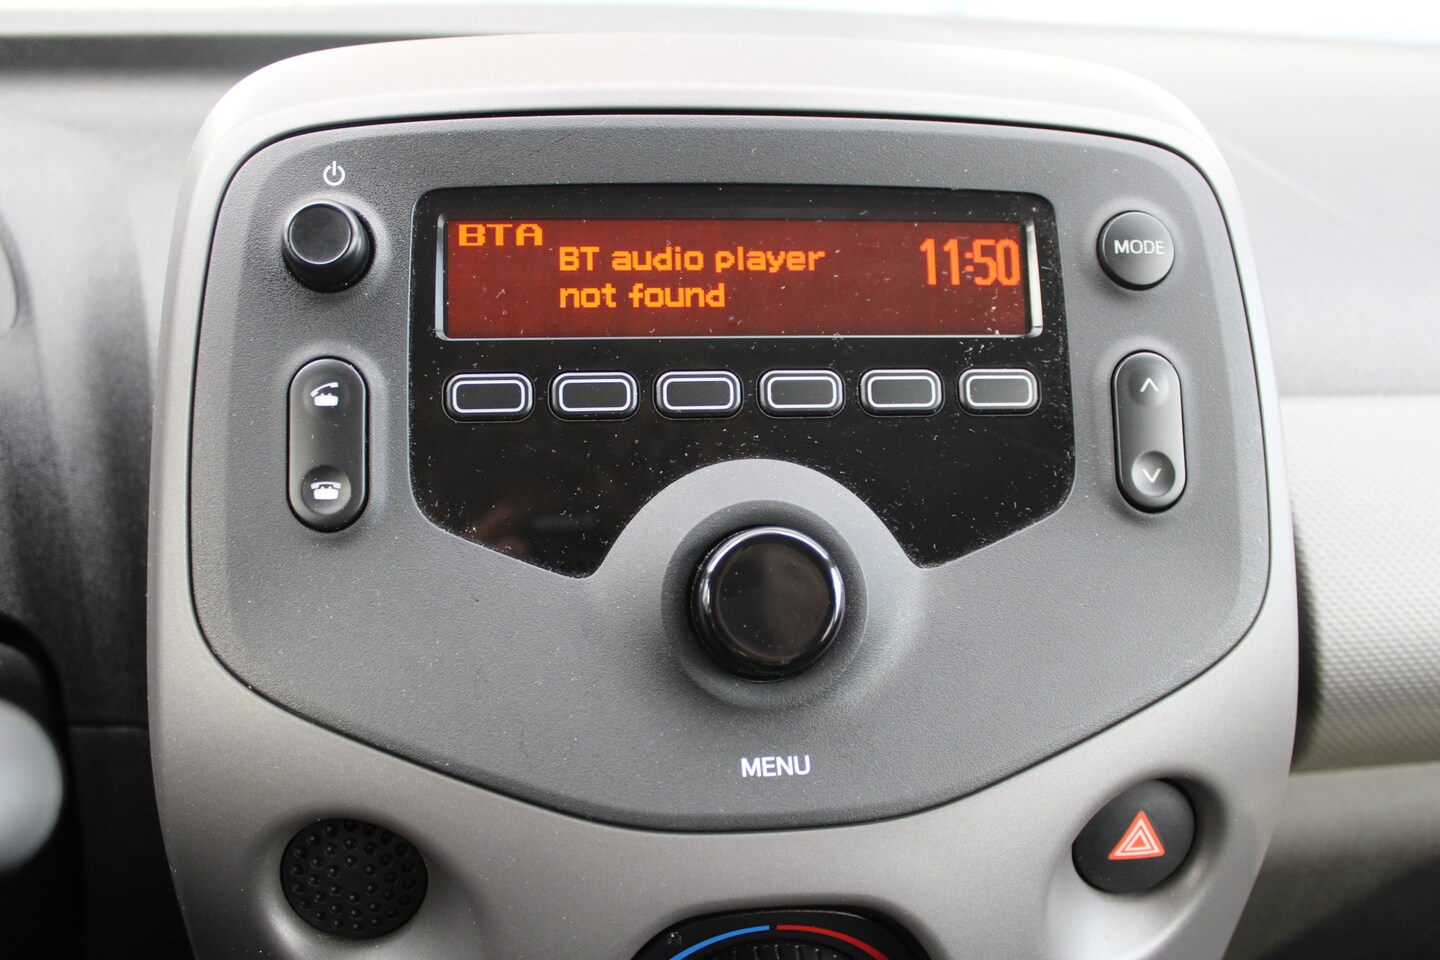 BTA
BT audio player
not found
11:50
MODE
MENU